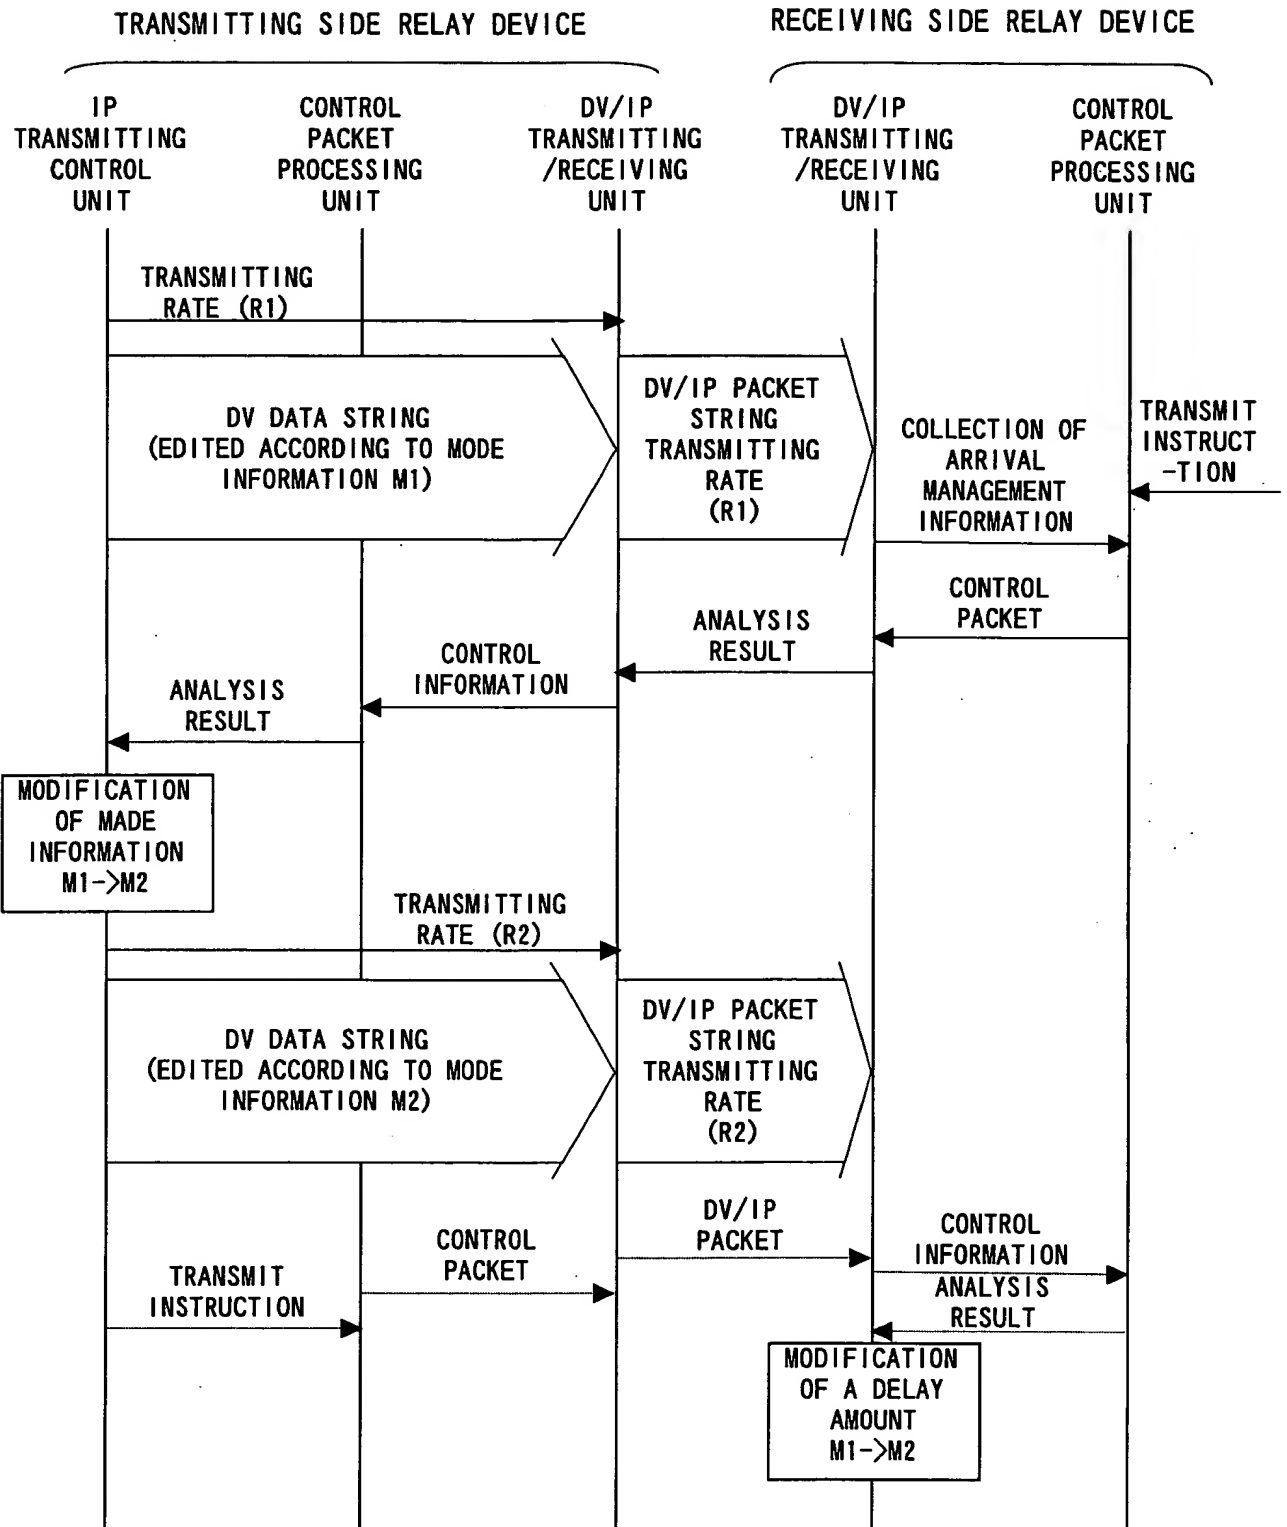 TRANSMITTING SIDE RELAY DEVICE
RECEIVING SIDE RELAY DEVICE
IP
TRANSMITTING
CONTROL
UNIT
CONTROL
PACKET
PROCESSING
UNIT
DV/IP
TRANSMITTING
/RECEIVING
UNIT
DV/IP
TRANSMITTING
/RECEIVING
UNIT
CONTROL
PACKET
PROCESSING
UNIT
TRANSMITTING
RATE (R1)
DV DATA STRING
(EDITED ACCORDING TO MODE
INFORMATION M1)
DV/IP PACKET
STRING
TRANSMITTING
RATE
(R1)
COLLECTION OF
ARRIVAL
MANAGEMENT
INFORMATION
TRANSMIT
INSTRUCT
-TION
CONTROL
PACKET
ANALYSIS
RESULT
CONTROL
INFORMATION
ANALYSIS
RESULT
MODIFICATION
OF MADE
INFORMATION
M1->M2
TRANSMITTING
RATE (R2)
DV DATA STRING
(EDITED ACCORDING TO MODE
INFORMATION M2)
DV/IP PACKET
STRING
TRANSMITTING
RATE
(R2)
DV/IP
PACKET
CONTROL
INFORMATION
CONTROL
PACKET
TRANSMIT
INSTRUCTION
ANALYSIS
RESULT
MODIFICATION
OF A DELAY
AMOUNT
M1->M2